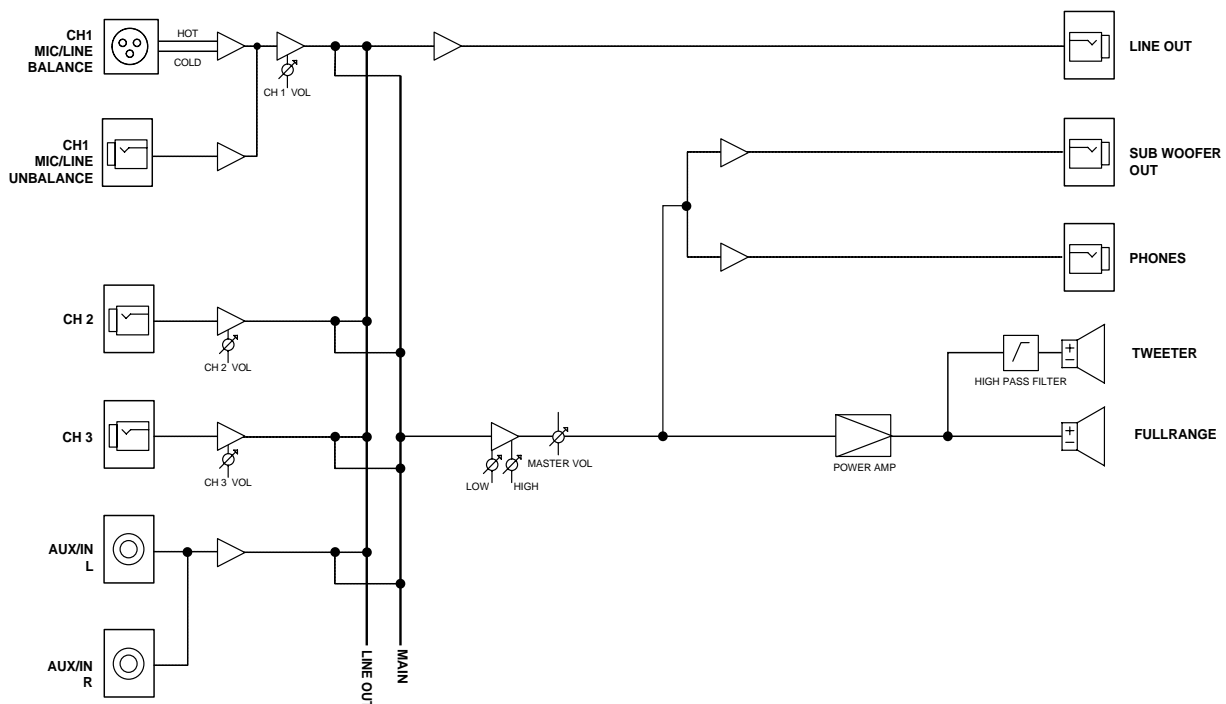 CH1
MIC/LINE
BALANCE
HOT
COLD
CH 1 VOL
LINE OUT
CH1
MIC/LINE
UNBALANCE
SUB WOOFER
OUT
PHONES
CH 2
CH 2 VOL
TWEETER
HIGH PASS FILTER
CH 3
CH 3 VOL
LOW
HIGH
MASTER VOL
POWER AMP
FULLRANGE
AUX/IN
L
AUX/IN
R
LINE OUT
MAIN